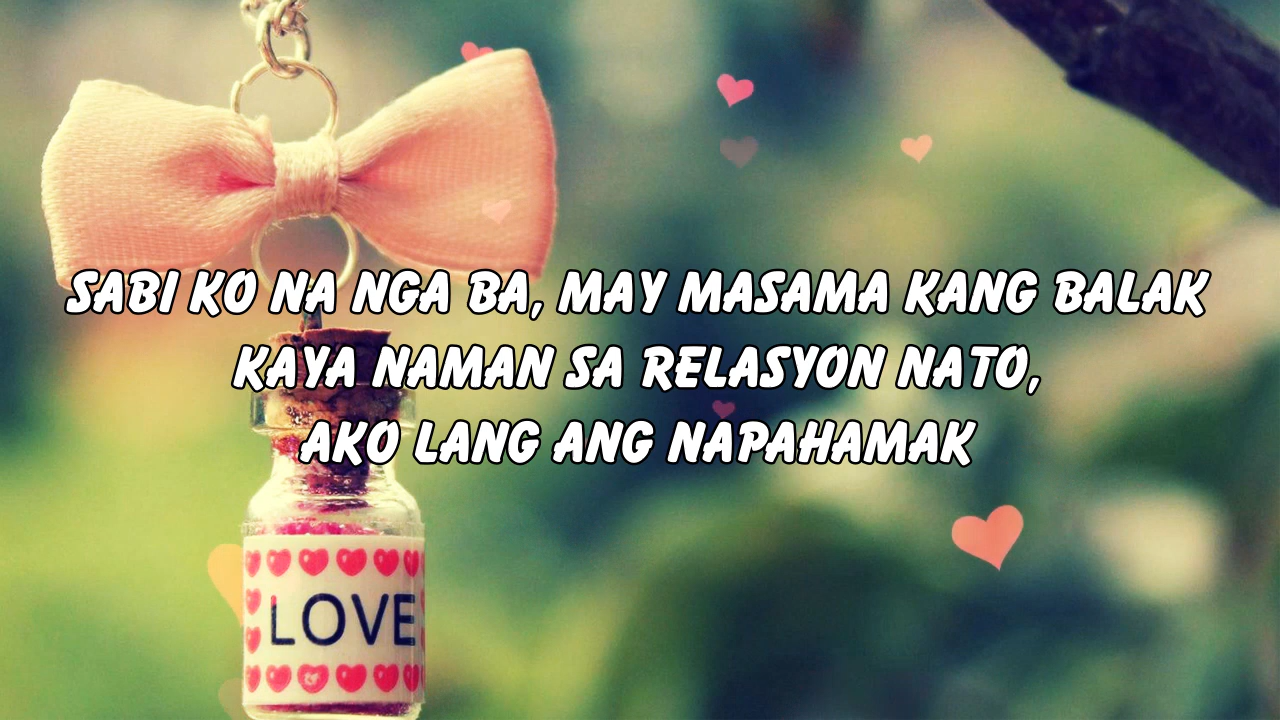 SABI KO NA NGA BA, MAY MASAMA KANG BALAK
KAYA NAMAN SA RELASYON NATO,
AKO LANG ANG NAPAHAMAK
LOVE